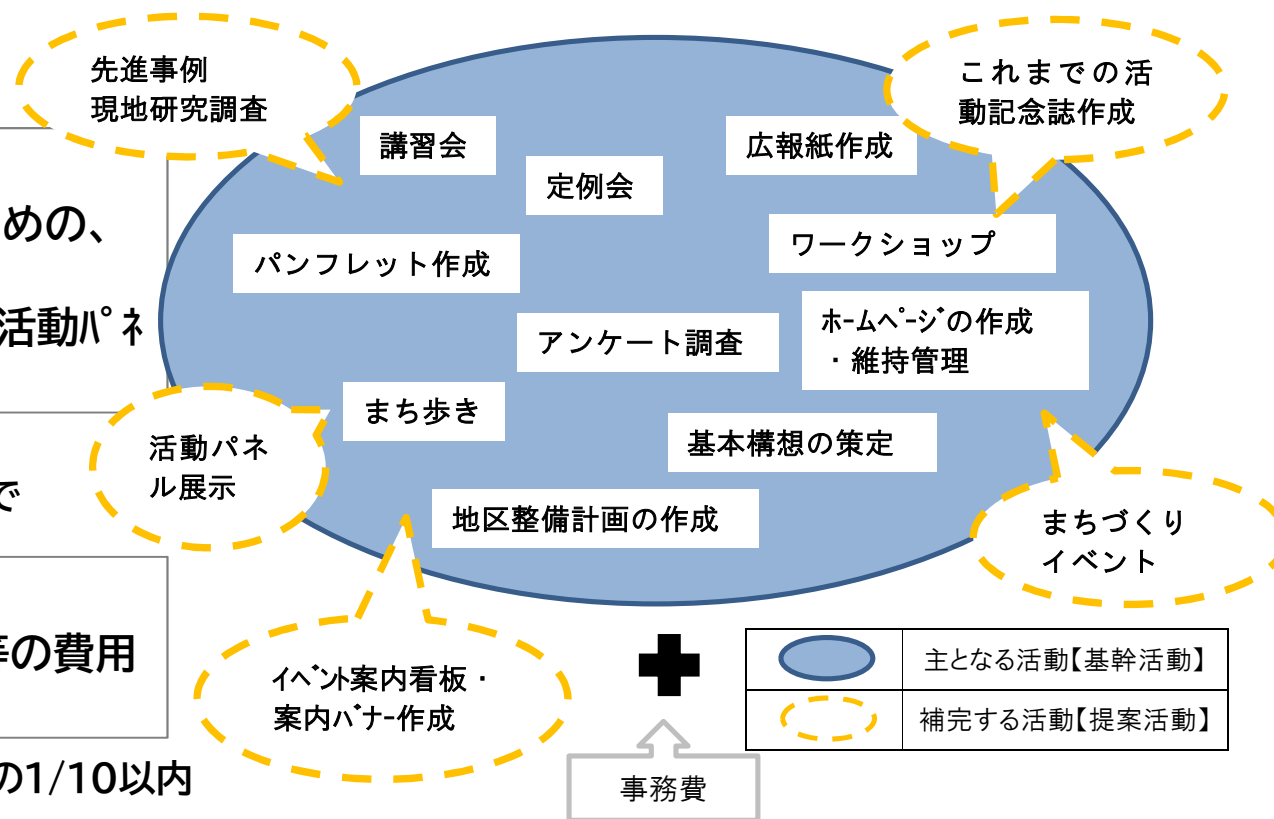 先進事例
現地研究調査
これまでの活
動記念誌作成
講習会
広報紙作成
定例会
めの、
ワークショップ
パンフレット作成
活動パネ
アンケート調査
ホームページの作成
・維持管理
まち歩き
基本構想の策定
活動パネ
ル展示
で
地区整備計画の作成
まちづくり
イベント
等の費用
イベント案内看板・
案内バナー作成
主となる活動【基幹活動】
補完する活動【提案活動】
の1/10以内
事務費